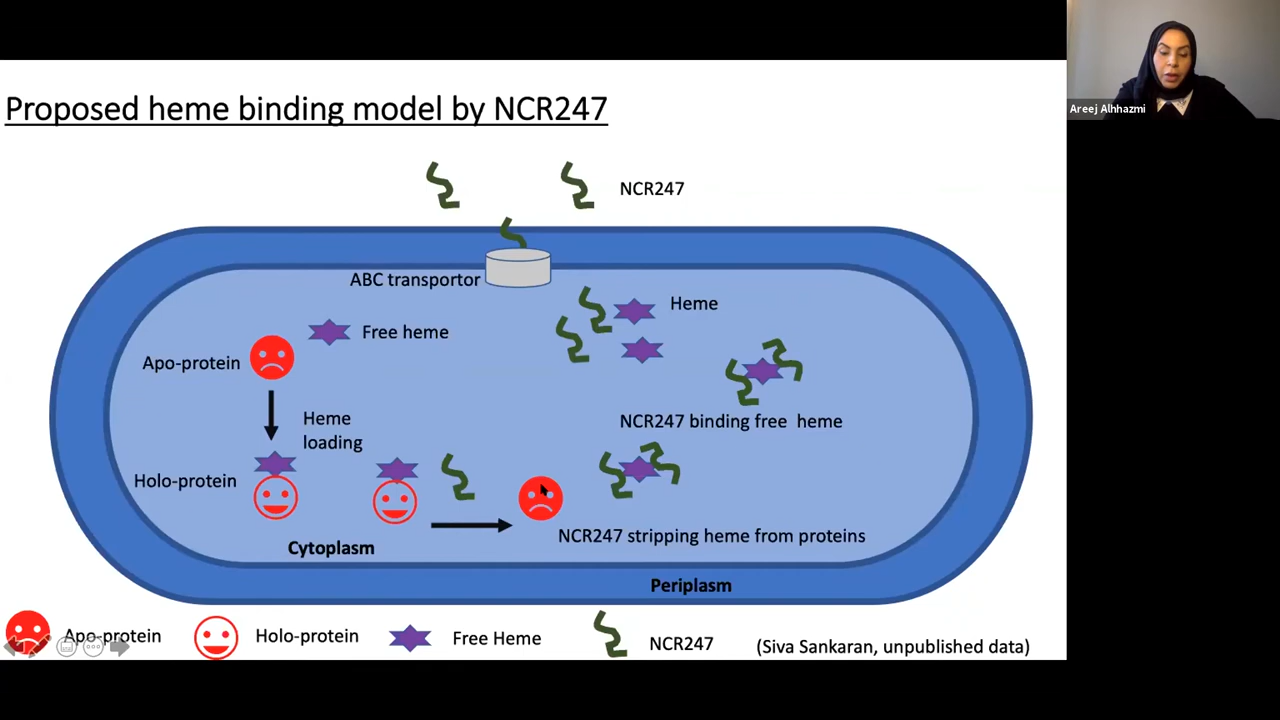 Areej Alhhazmi
Proposed heme binding model by NCR247
NCR247
ABC transportor
Heme
Free heme
Apo-protein
NCR247 binding free heme
Heme
loading
Holo-protein
NCR247 stripping heme from proteins
Cytoplasm
Periplasm
Apo-protein
Holo-protein
Free Heme
NCR247
(Siva Sankaran, unpublished data)